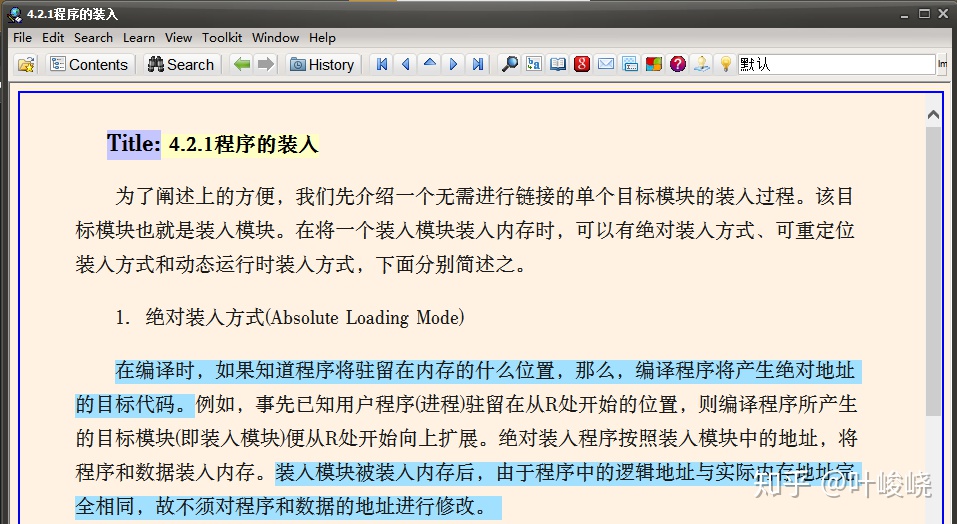 4.2.1程序的装入
File Edit Search Learn View Toolkit Window Help
Contents Search History 默认
Title: 4.2.1程序的装入
为了阐述上的方便，我们先介绍一个无需进行链接的单个目标模块的装入过程。该目
标模块也就是装入模块。在将一个装入模块装入内存时，可以有绝对装入方式、可重定位
装入方式和动态运行时装入方式，下面分别简述之。
1. 绝对装入方式(Absolute Loading Mode)
在编译时，如果知道程序将驻留在内存的什么位置，那么，编译程序将产生绝对地址
的目标代码。例如，事先已知用户程序(进程)驻留在从R处开始的位置，则编译程序所产生
的目标模块(即装入模块)便从R处开始向上扩展。绝对装入程序按照装入模块中的地址，将
程序和数据装入内存。装入模块被装入内存后，由于程序中的逻辑地址与实际内存地址完
全相同，故不须对程序和数据的地址进行修改。
知乎 @叶峻峣